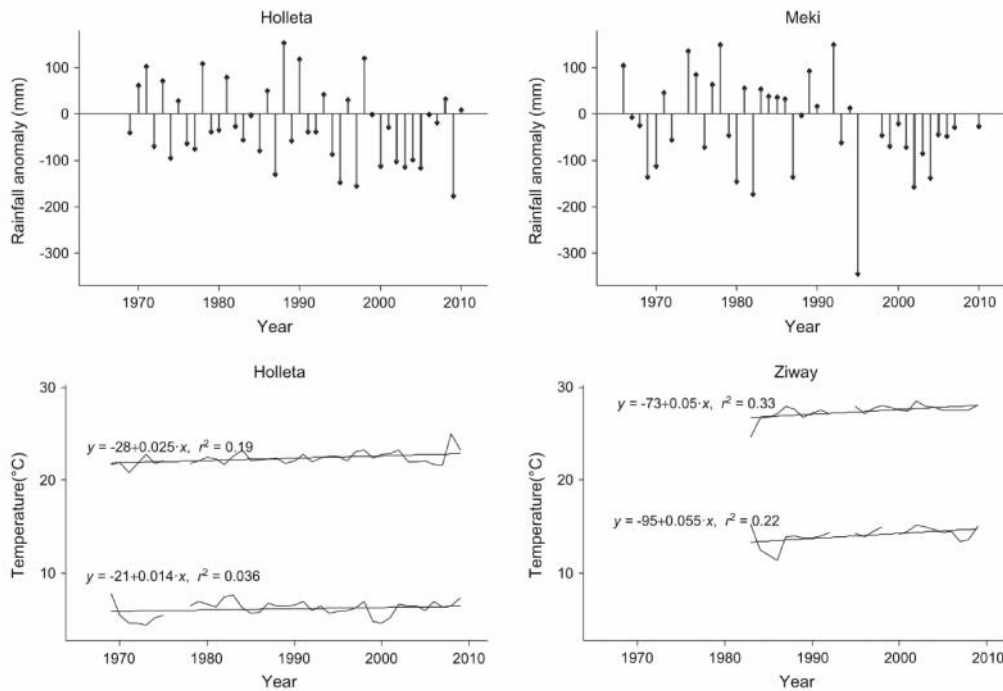 Holleta
Rainfall anomaly (mm)
100
0
-100
-200
-300
1970
1980
1990
2000
2010
Year
Meki
Rainfall anomaly (mm)
100
0
-100
-200
-300
1970
1980
1990
2000
2010
Year
Holleta
Temperature(°C)
30
20
10
y = -28+0.025·x, r² = 0.19
y = -21+0.014·x, r² = 0.036
1970
1980
1990
2000
2010
Year
Ziway
Temperature(°C)
30
20
10
y = -73+0.05·x, r² = 0.33
y = -95+0.055·x, r² = 0.22
1970
1980
1990
2000
2010
Year